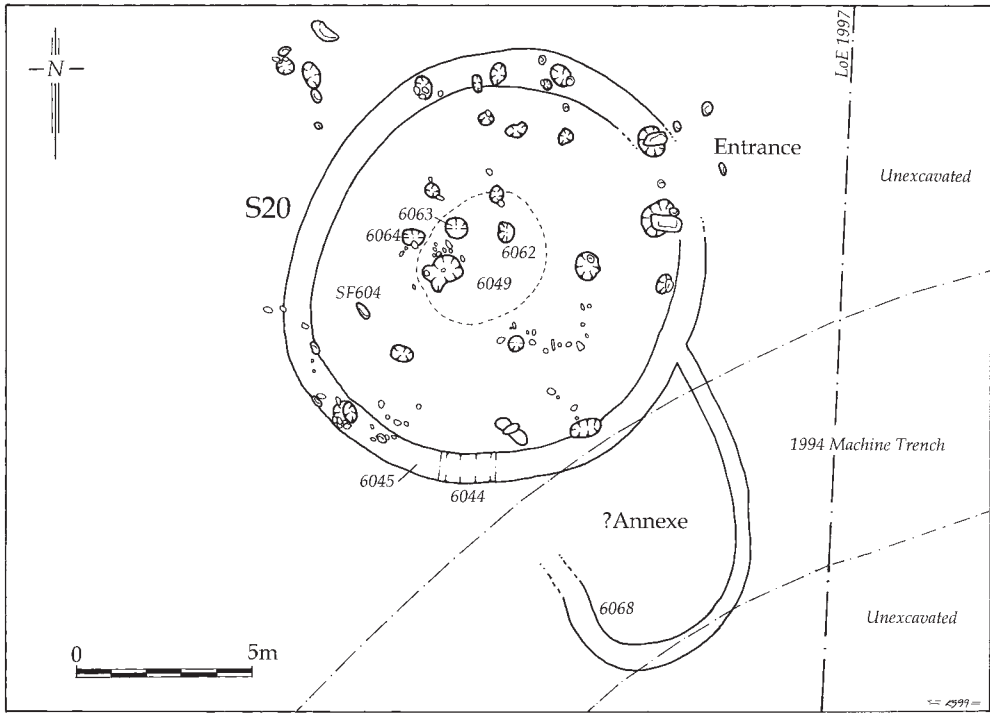 N
LoE 1997
Entrance
Unexcavated
S20
6063
6064
6062
6049
SF604
1994 Machine Trench
6045
6044
?Annexe
6068
Unexcavated
0 5m